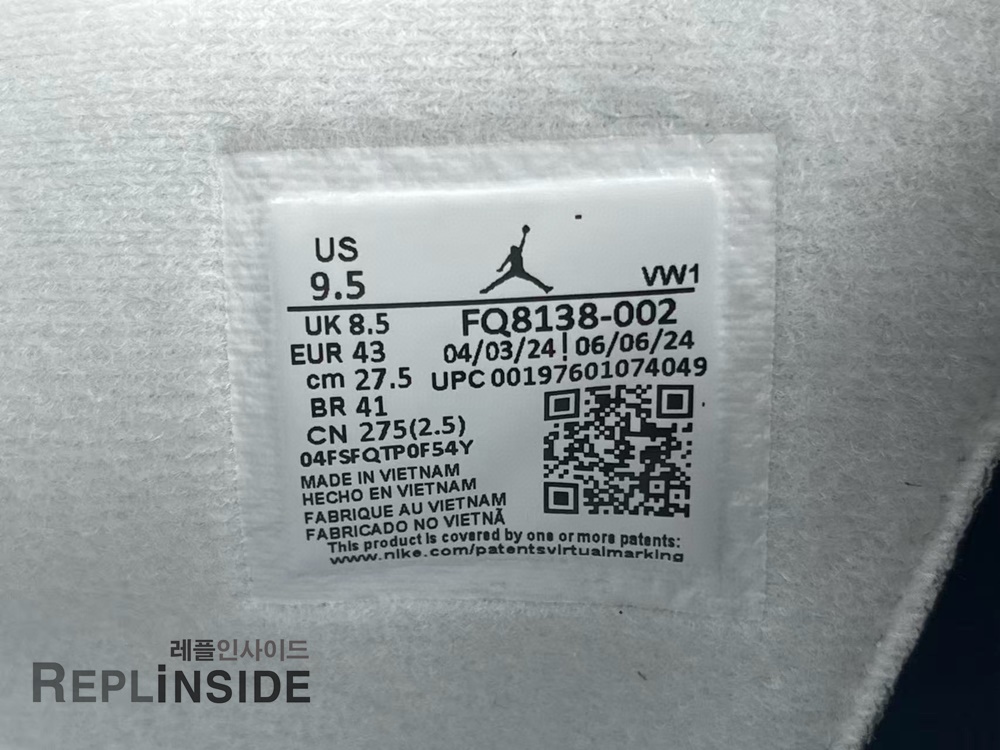 US
9.5
VW1
UK 8.5
FQ8138-002
EUR 43
04/03/24 | 06/06/24
cm 27.5
UPC 00197601074049
BR 41
CN 275(2.5)
04FSFQTP0F54Y
MADE IN VIETNAM
HECHO EN VIETNAM
FABRIQUE AU VIETNAM
FABRICADO NO VIETNÃ
This product is covered by one or more patents:
www.nike.com/patentsvirtualmarking
레플인사이드
REPLINSIDE